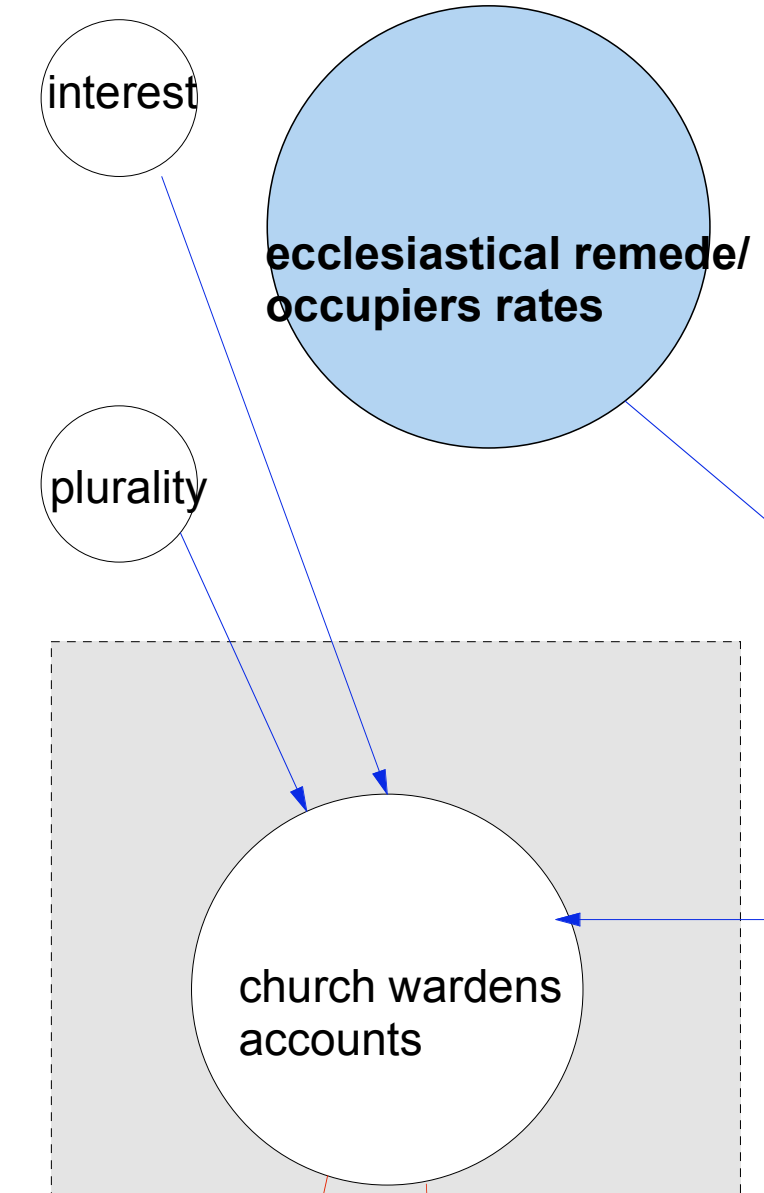 interest
ecclesiastical remede/
occupiers rates
plurality
church wardens
accounts